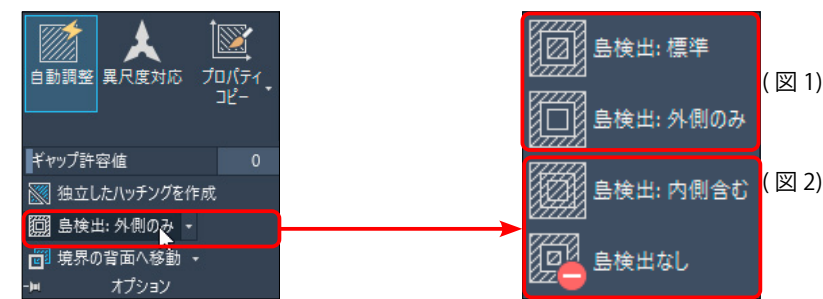 自動調整
異尺度対応
プロパティ
コピー
ギャップ許容値 0
独立したハッチングを作成
島検出: 外側のみ
境界の背面へ移動
オプション
島検出: 標準
島検出: 外側のみ
(図 1)
島検出: 内側含む
島検出なし
(図 2)